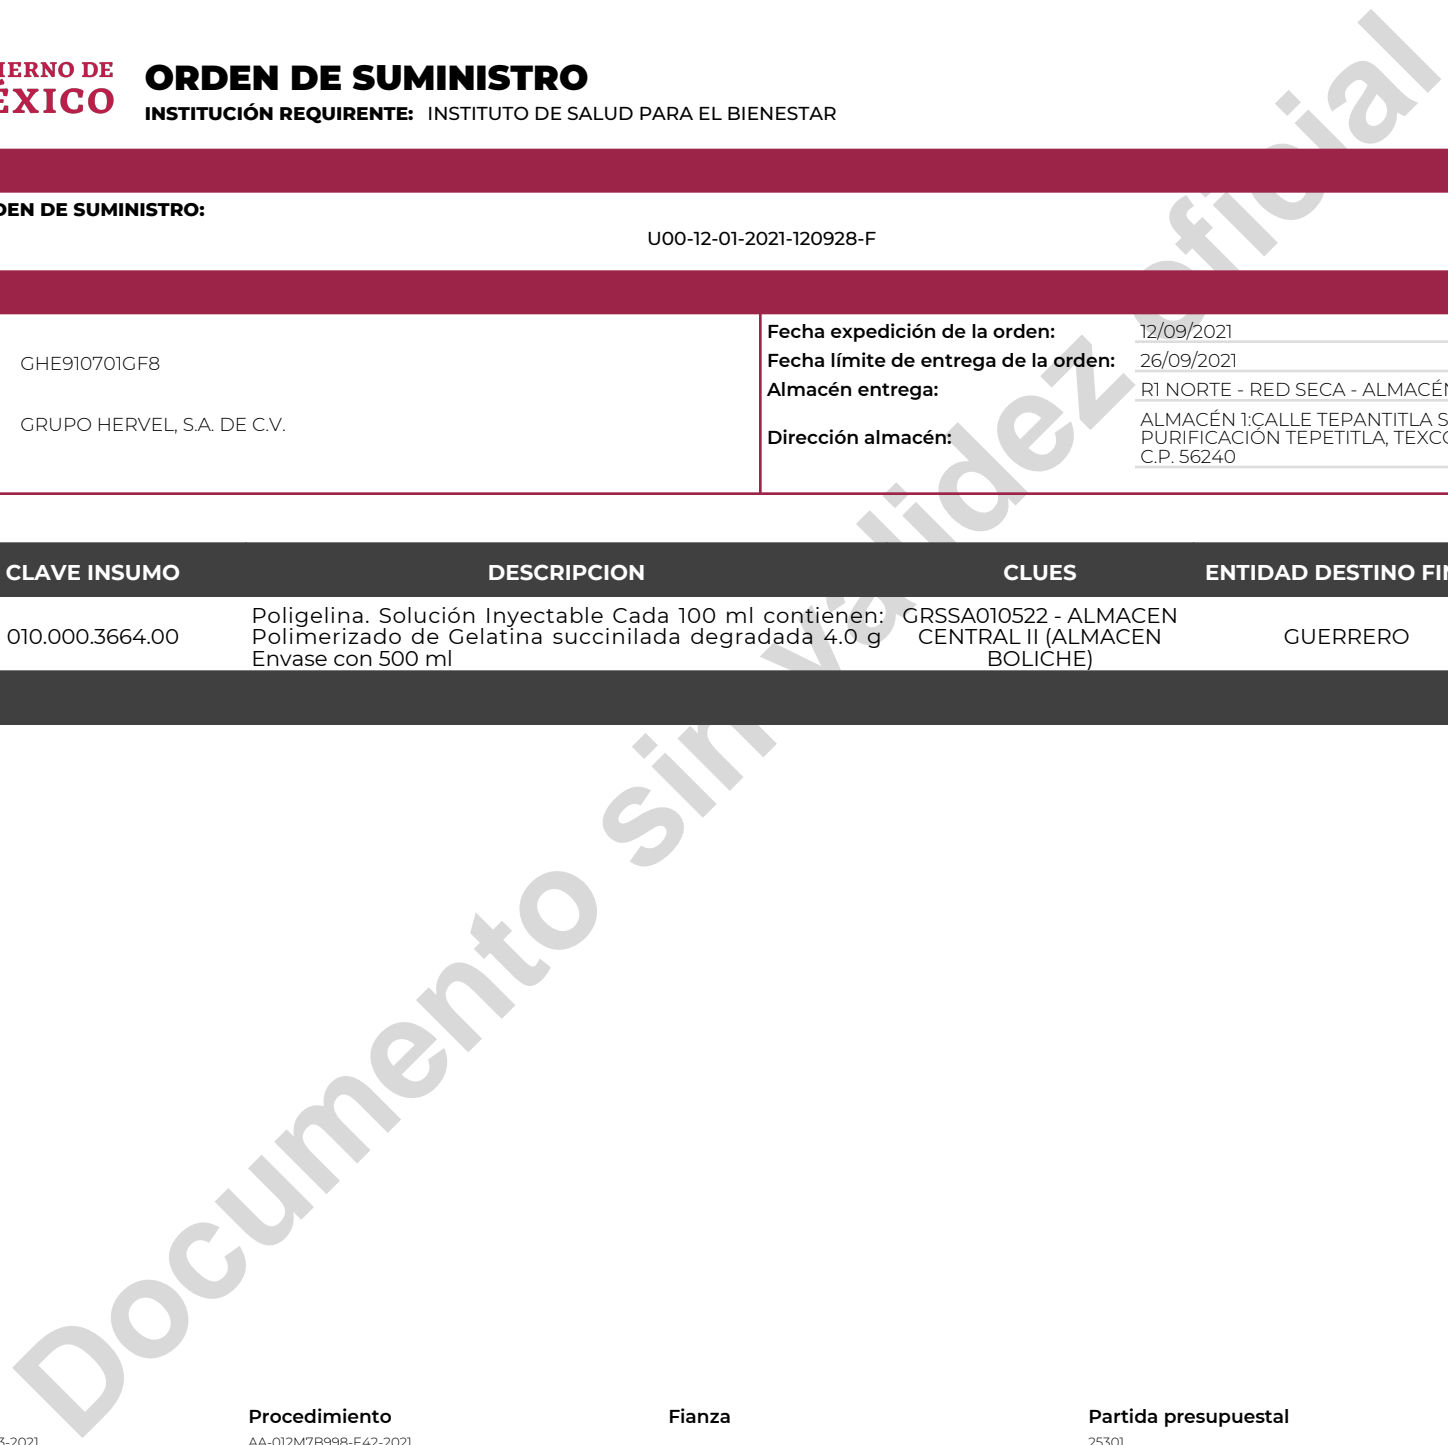 IERNO DE
ÉXICO
ORDEN DE SUMINISTRO
INSTITUCIÓN REQUIRENTE: INSTITUTO DE SALUD PARA EL BIENESTAR
DEN DE SUMINISTRO:
U00-12-01-2021-120928-F
GHE910701GF8
GRUPO HERVEL, S.A. DE C.V.
Fecha expedición de la orden: 12/09/2021
Fecha límite de entrega de la orden: 26/09/2021
Almacén entrega: R1 NORTE - RED SECA - ALMACÉN
Dirección almacén:
ALMACÉN 1:CALLE TEPANTITLA S
PURIFICACIÓN TEPETITLA, TEXCO
C.P. 56240
CLAVE INSUMO DESCRIPCION CLUES ENTIDAD DESTINO FIN
010.000.3664.00
Poligelina. Solución Inyectable Cada 100 ml contienen:
Polimerizado de Gelatina succinilada degradada 4.0 g
Envase con 500 ml
GRSSA010522 - ALMACEN
CENTRAL II (ALMACEN
BOLICHE)
GUERRERO
Documento sin validez oficial
Procedimiento Fianza Partida presupuestal
3-2021 AA-012M7B998-E42-2021 25301